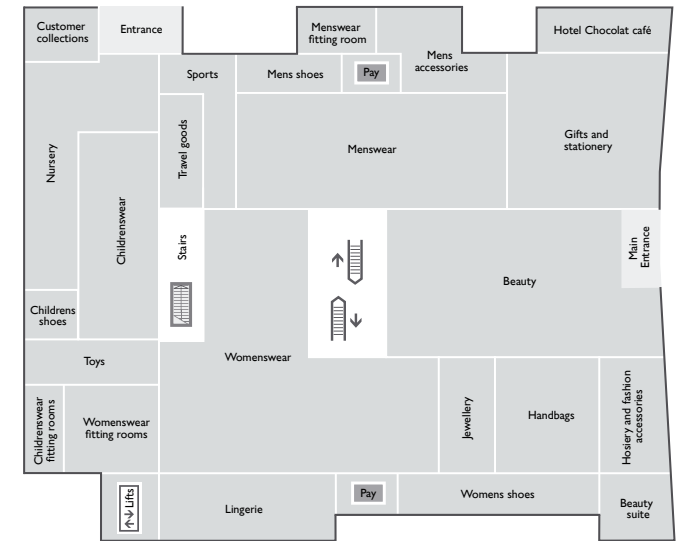 Customer
collections
Entrance
Menswear
fitting room
Mens
accessories
Hotel Chocolat café
Sports
Mens shoes
Pay
Nursery
Travel goods
Menswear
Gifts and
stationery
Childrenswear
Stairs
Main
Entrance
Beauty
Childrens
shoes
Toys
Womenswear
Childrenswear
fitting rooms
Womenswear
fitting rooms
Jewellery
Handbags
Hosiery and fashion
accessories
Lifts
Lingerie
Pay
Womens shoes
Beauty
suite